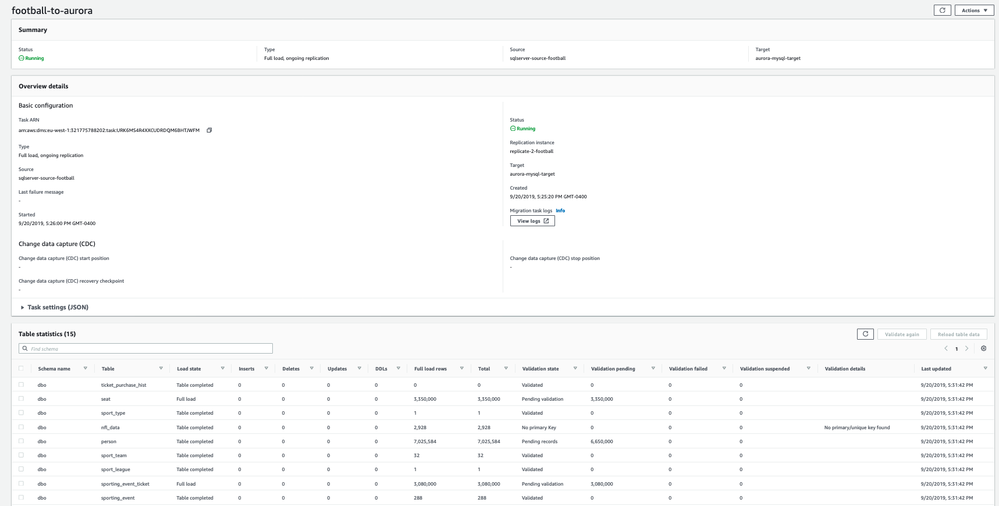 football-to-aurora
Actions
Summary
Status Type Source Target
Running Full load, ongoing replication sqlserver-source-football aurora-mysql-target
Overview details
Basic configuration
Task ARN
arn:aws:dms:eu-west-1:321775788202:task:URK6MS4R4XXCUDRDQM6BHTJWFM
Type
Full load, ongoing replication
Source
sqlserver-source-football
Last failure message
-
Started
9/20/2019, 5:26:00 PM GMT-0400
Status
Running
Replication instance
replicate-2-football
Target
aurora-mysql-target
Created
9/20/2019, 5:25:20 PM GMT-0400
Migration task logs Info
View logs
Change data capture (CDC)
Change data capture (CDC) start position
-
Change data capture (CDC) recovery checkpoint
-
Change data capture (CDC) stop position
-
Task settings (JSON)
Table statistics (15)
Validate again
Reload table data
Find schema
1
Schema name Table Load state Inserts Deletes Updates DDLs Full load rows Total Validation state Validation pending Validation failed Validation suspended Validation details Last updated
dbo ticket_purchase_hist Table completed 0 0 0 0 0 0 Validated 0 0 0 9/20/2019, 5:31:42 PM
dbo seat Full load 0 0 0 0 3,350,000 3,350,000 Pending validation 3,350,000 0 0 9/20/2019, 5:31:42 PM
dbo sport_type Table completed 0 0 0 0 1 1 Validated 0 0 0 9/20/2019, 5:31:42 PM
dbo nfl_data Table completed 0 0 0 0 2,928 2,928 No primary Key 0 0 0 No primary/unique key found 9/20/2019, 5:31:42 PM
dbo person Table completed 0 0 0 0 7,025,584 7,025,584 Pending records 6,650,000 0 0 9/20/2019, 5:31:42 PM
dbo sport_team Table completed 0 0 0 0 32 32 Validated 0 0 0 9/20/2019, 5:31:42 PM
dbo sport_league Table completed 0 0 0 0 1 1 Validated 0 0 0 9/20/2019, 5:31:42 PM
dbo sporting_event_ticket Full load 0 0 0 0 3,080,000 3,080,000 Pending validation 3,080,000 0 0 9/20/2019, 5:31:42 PM
dbo sporting_event Table completed 0 0 0 0 288 288 Validated 0 0 0 9/20/2019, 5:31:42 PM